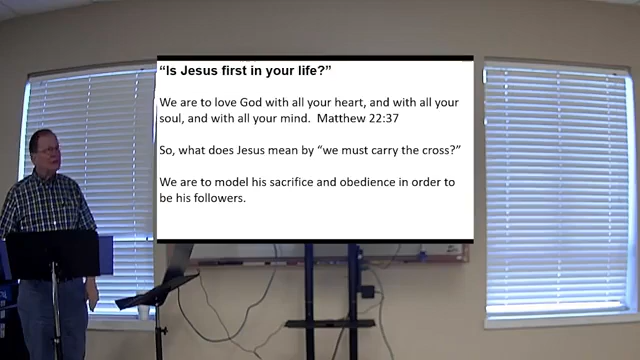 “Is Jesus first in your life?”
We are to love God with all your heart, and with all your
soul, and with all your mind.  Matthew 22:37
So, what does Jesus mean by “we must carry the cross?”
We are to model his sacrifice and obedience in order to
be his followers.